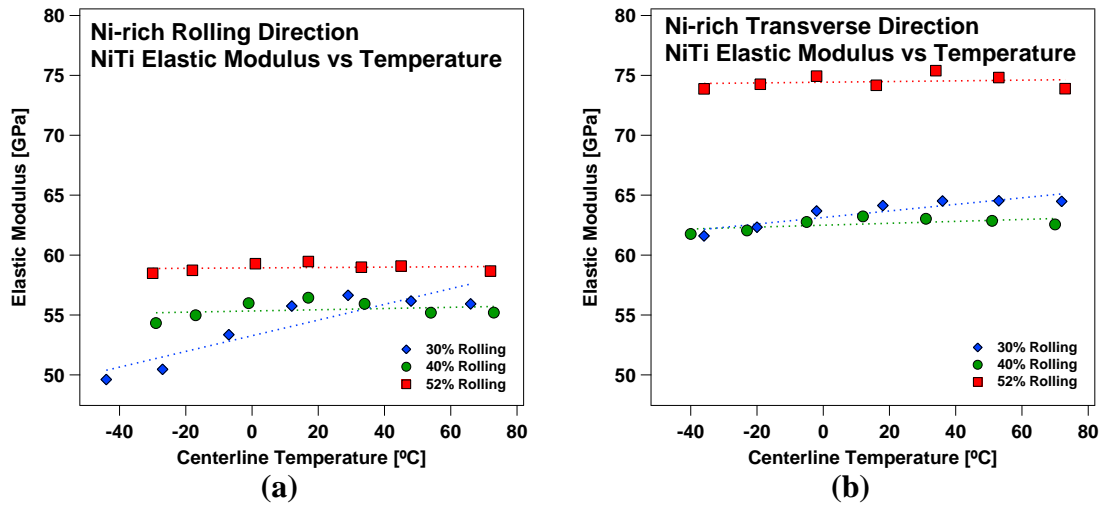 Ni-rich Rolling Direction
NiTi Elastic Modulus vs Temperature
Elastic Modulus [GPa]
80
75
70
65
60
55
50
30% Rolling
40% Rolling
52% Rolling
-40 -20 0 20 40 60 80
Centerline Temperature [ºC]
(a)
Ni-rich Transverse Direction
NiTi Elastic Modulus vs Temperature
Elastic Modulus [GPa]
80
75
70
65
60
55
50
30% Rolling
40% Rolling
52% Rolling
-40 -20 0 20 40 60 80
Centerline Temperature [ºC]
(b)